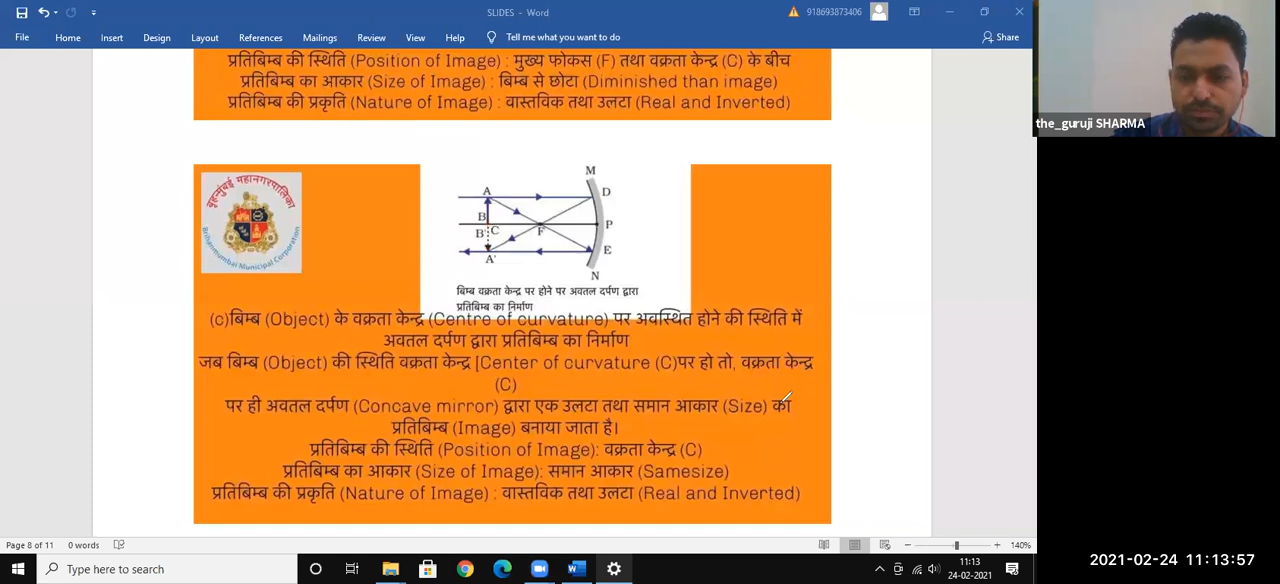 SLIDES - Word
918693873406
File Home Insert Design Layout References Mailings Review View Help Tell me what you want to do Share
the_guruji SHARMA
प्रतिबिम्ब की स्थिति (Position of Image) : मुख्य फोकस (F) तथा वक्रता केन्द्र (C) के बीच
प्रतिबिम्ब का आकार (Size of Image) : बिम्ब से छोटा (Diminished than image)
प्रतिबिम्ब की प्रकृति (Nature of Image) : वास्तविक तथा उलटा (Real and Inverted)
बृहन्मुंबई महानगरपालिका
Brihanmumbai Municipal Corporation
M
A D
B
C F P
B'
A' E
N
बिम्ब वक्रता केन्द्र पर होने पर अवतल दर्पण द्वारा
प्रतिबिम्ब का निर्माण
(c)बिम्ब (Object) के वक्रता केन्द्र (Centre of curvature) पर अवस्थित होने की स्थिति में
अवतल दर्पण द्वारा प्रतिबिम्ब का निर्माण
जब बिम्ब (Object) की स्थिति वक्रता केन्द्र [Center of curvature (C)पर हो तो, वक्रता केन्द्र
(C)
पर ही अवतल दर्पण (Concave mirror) द्वारा एक उलटा तथा समान आकार (Size) का
प्रतिबिम्ब (Image) बनाया जाता है।
प्रतिबिम्ब की स्थिति (Position of Image): वक्रता केन्द्र (C)
प्रतिबिम्ब का आकार (Size of Image): समान आकार (Samesize)
प्रतिबिम्ब की प्रकृति (Nature of Image) : वास्तविक तथा उलटा (Real and Inverted)
Page 8 of 11 0 words 140%
Type here to search
11:13
24-02-2021
2021-02-24 11:13:57